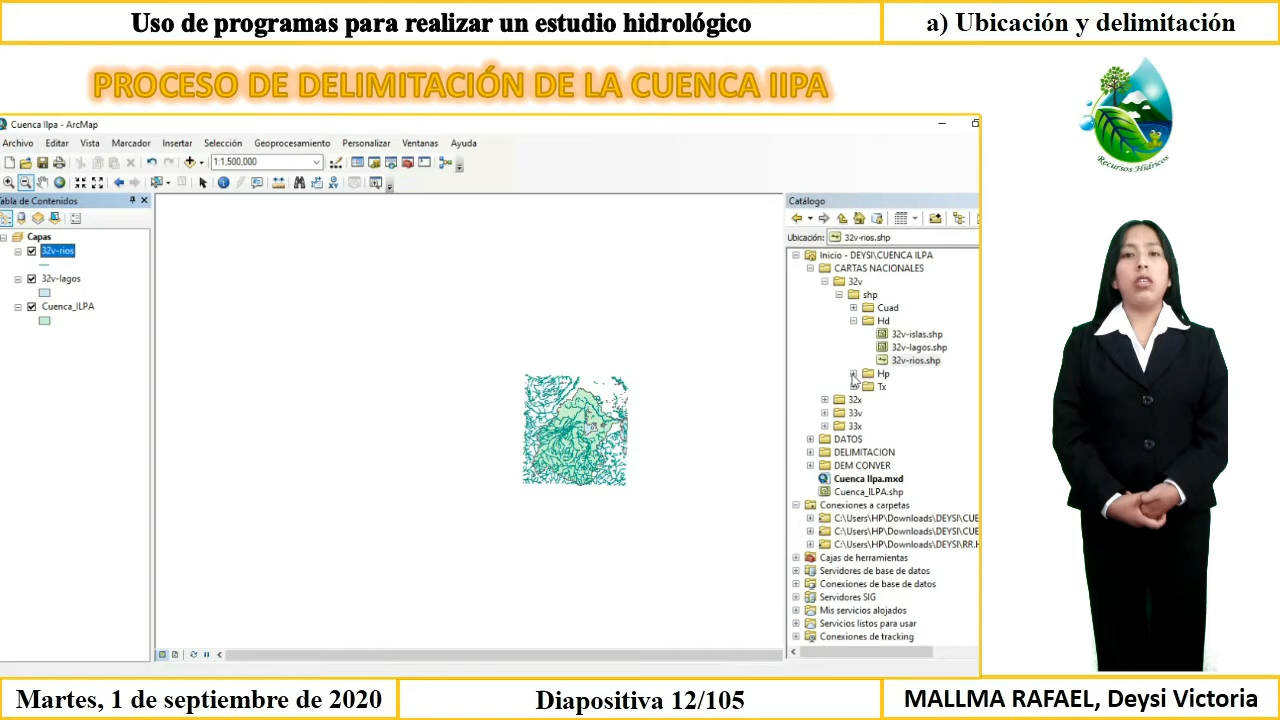 Uso de programas para realizar un estudio hidrológico
a) Ubicación y delimitación
PROCESO DE DELIMITACIÓN DE LA CUENCA IIPA
Recursos Hídricos
Cuenca Ilpa - ArcMap
Archivo Editar Vista Marcador Insertar Selección Geoprocesamiento Personalizar Ventanas Ayuda
1:1,500,000
Tabla de Contenidos
Capas
32v-rios
32v-lagos
Cuenca_ILPA
Catálogo
Ubicación: 32v-rios.shp
Inicio - DEYSI\CUENCA ILPA
CARTAS NACIONALES
32v
shp
Cuad
Hd
32v-islas.shp
32v-lagos.shp
32v-rios.shp
Hp
Tx
32x
33v
33x
DATOS
DELIMITACION
DEM CONVER
Cuenca Ilpa.mxd
Cuenca_ILPA.shp
Conexiones a carpetas
C:\Users\HP\Downloads\DEYSI\CUE
C:\Users\HP\Downloads\DEYSI\CUE
C:\Users\HP\Downloads\DEYSI\RR.H
Cajas de herramientas
Servidores de base de datos
Conexiones de base de datos
Servidores SIG
Mis servicios alojados
Servicios listos para usar
Conexiones de tracking
Martes, 1 de septiembre de 2020
Diapositiva 12/105
MALLMA RAFAEL, Deysi Victoria